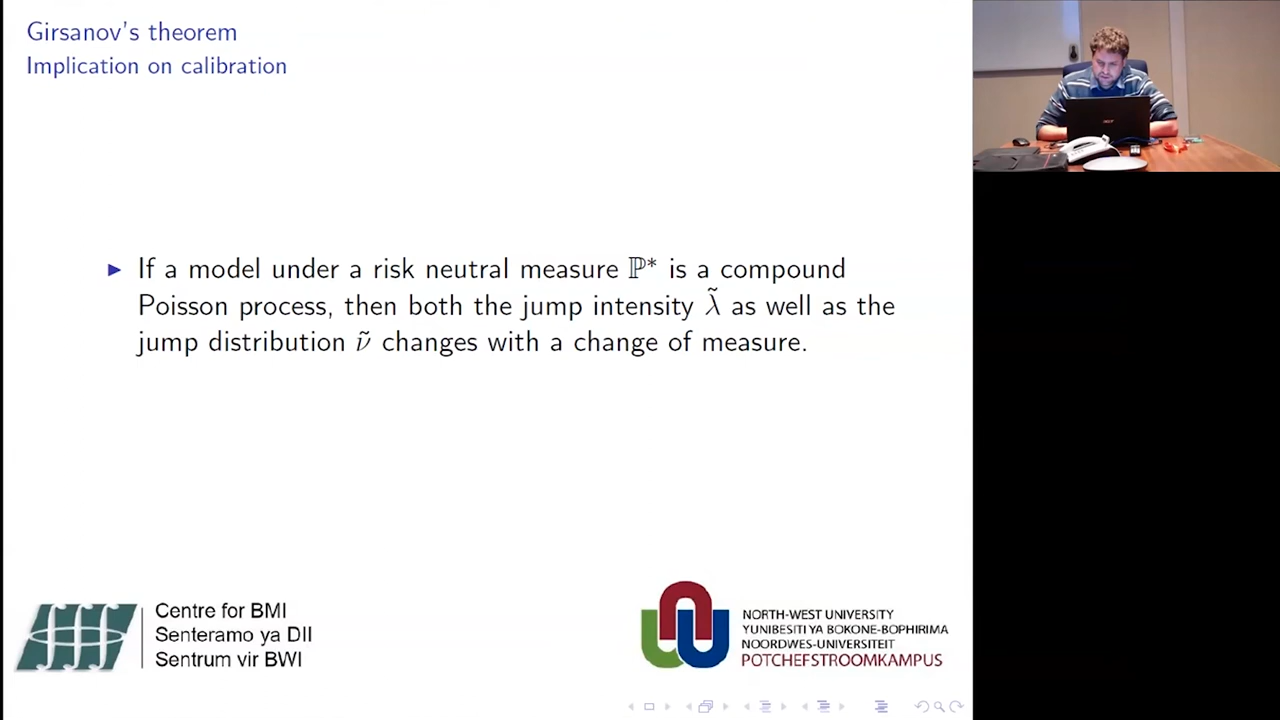 Girsanov's theorem
Implication on calibration
► If a model under a risk neutral measure ℙ* is a compound
Poisson process, then both the jump intensity λ̃ as well as the
jump distribution ν̃ changes with a change of measure.
Centre for BMI
Senteramo ya DII
Sentrum vir BWI
NORTH-WEST UNIVERSITY
YUNIBESITI YA BOKONE-BOPHIRIMA
NOORDWES-UNIVERSITEIT
POTCHEFSTROOMKAMPUS
acer